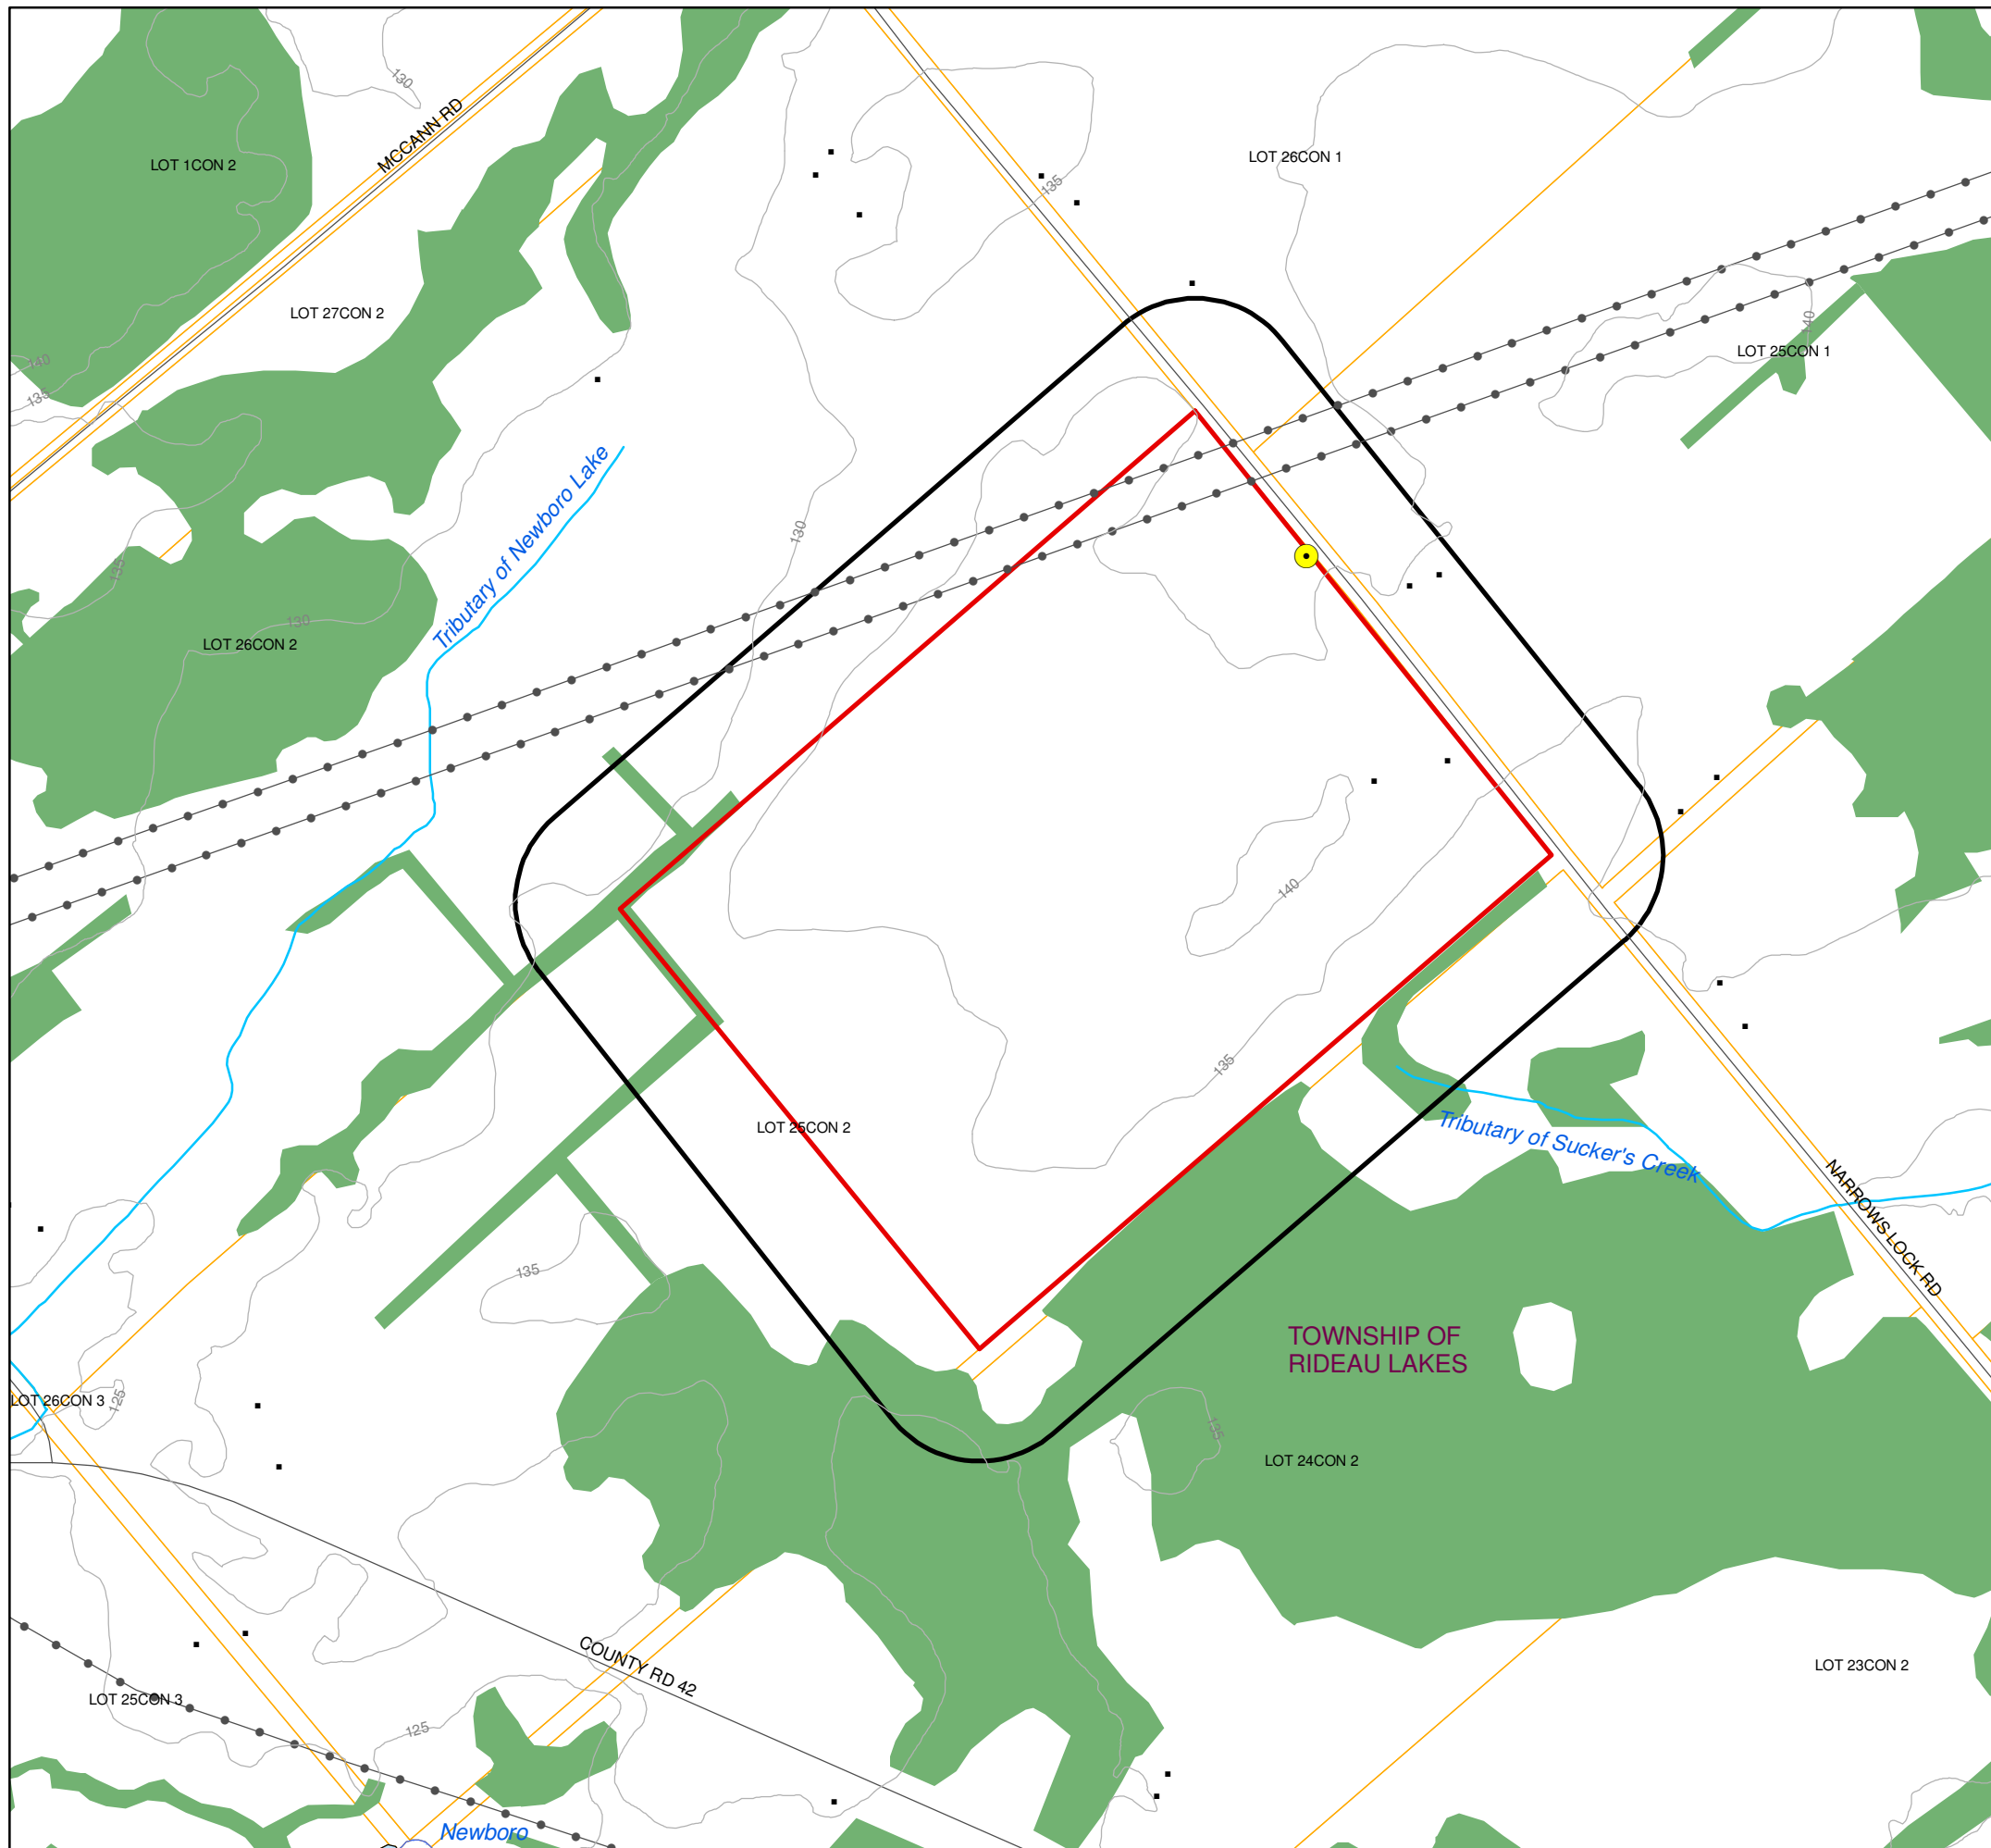 130
MCCANN RD
LOT 1CON 2
LOT 26CON 1
135
LOT 27CON 2
140
LOT 25CON 1
140
135
130
Tributary of Newboro Lake
135
130
LOT 26CON 2
140
135
LOT 25CON 2
Tributary of Sucker's Creek
NARROWS LOCK RD
135
TOWNSHIP OF
RIDEAU LAKES
LOT 26CON 3
125
135
LOT 24CON 2
COUNTY RD 42
LOT 23CON 2
LOT 25CON 3
125
Newboro